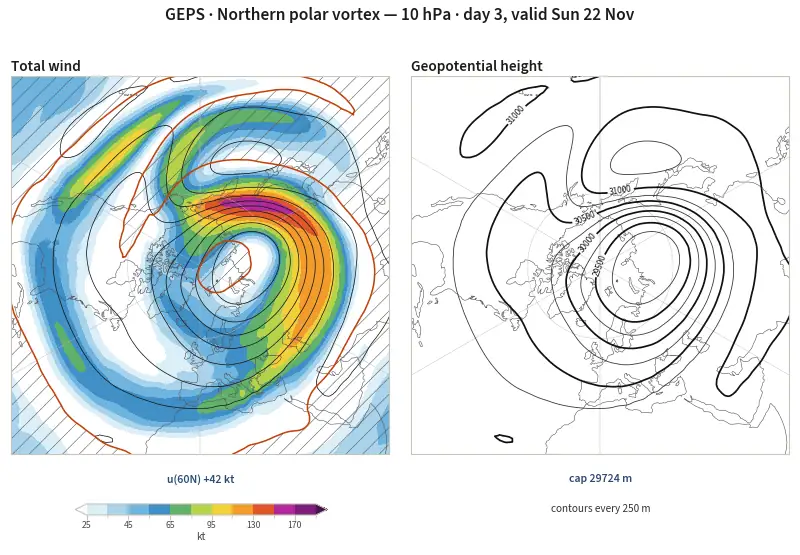 GEPS · Northern polar vortex — 10 hPa · day 3, valid Sun 22 Nov
Total wind
Geopotential height
31000
31000
30500
30000
29500
u(60N) +42 kt
cap 29724 m
contours every 250 m
25 45 65 95 130 170
kt